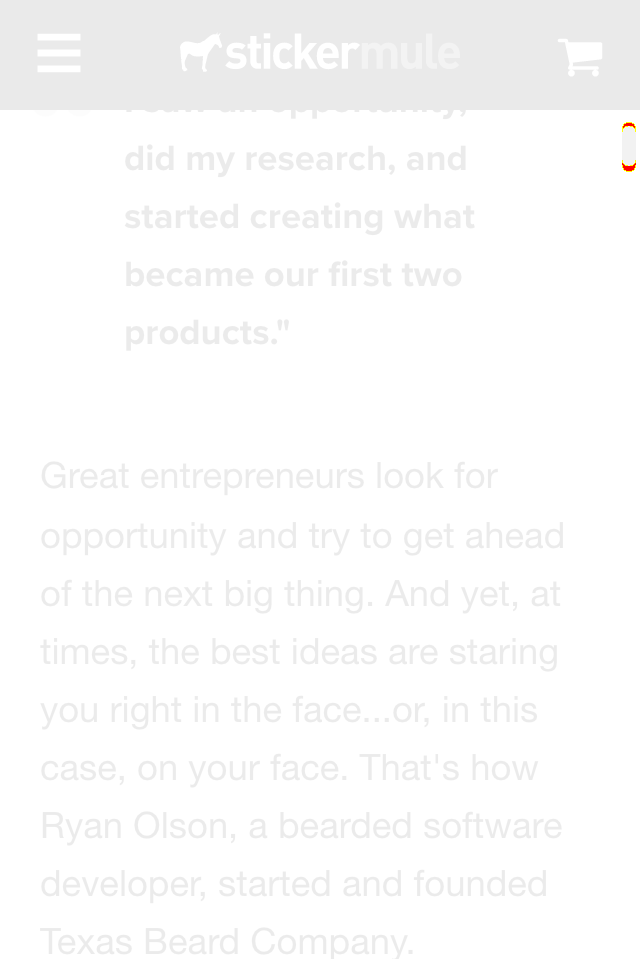 stickermule
"I saw an opportunity,
did my research, and
started creating what
became our first two
products."
Great entrepreneurs look for
opportunity and try to get ahead
of the next big thing. And yet, at
times, the best ideas are staring
you right in the face...or, in this
case, on your face. That's how
Ryan Olson, a bearded software
developer, started and founded
Texas Beard Company.